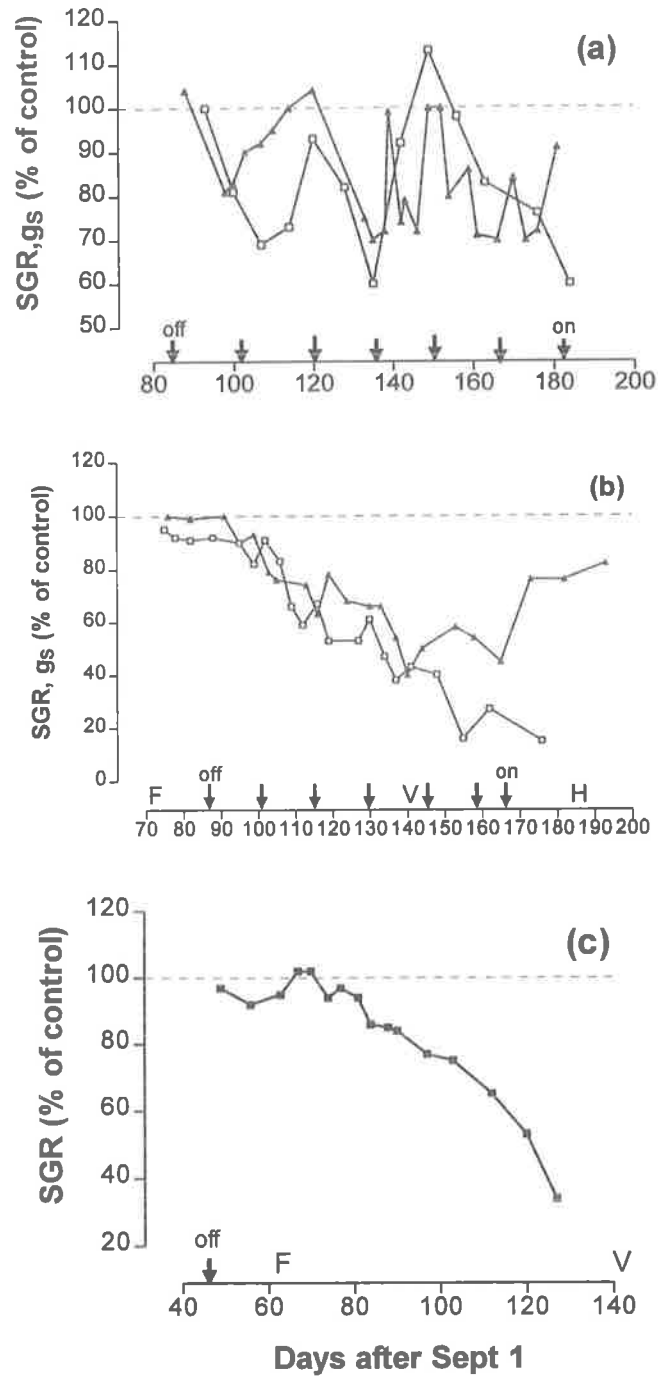 (a)
SGR,gs (% of control)
120
110
100
90
80
70
60
50
off
on
80 100 120 140 160 180 200
(b)
SGR, gs (% of control)
120
100
80
60
40
20
0
F off V on H
70 80 90 100 110 120 130 140 150 160 170 180 190 200
(c)
SGR (% of control)
120
100
80
60
40
20
off F V
40 60 80 100 120 140
Days after Sept 1